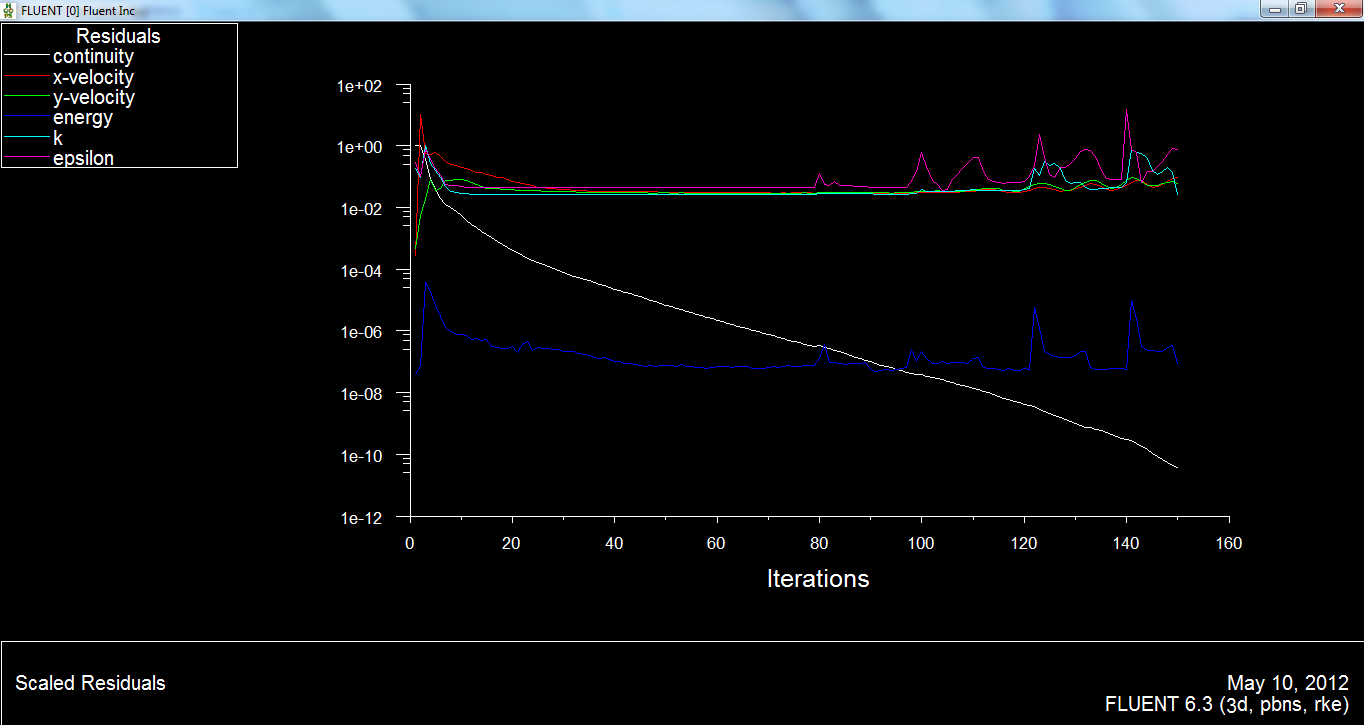 FLUENT [0] Fluent Inc
Residuals
continuity
x-velocity
y-velocity
energy
k
epsilon
1e+02
1e+00
1e-02
1e-04
1e-06
1e-08
1e-10
1e-12
0 20 40 60 80 100 120 140 160
Iterations
Scaled Residuals
May 10, 2012
FLUENT 6.3 (3d, pbns, rke)